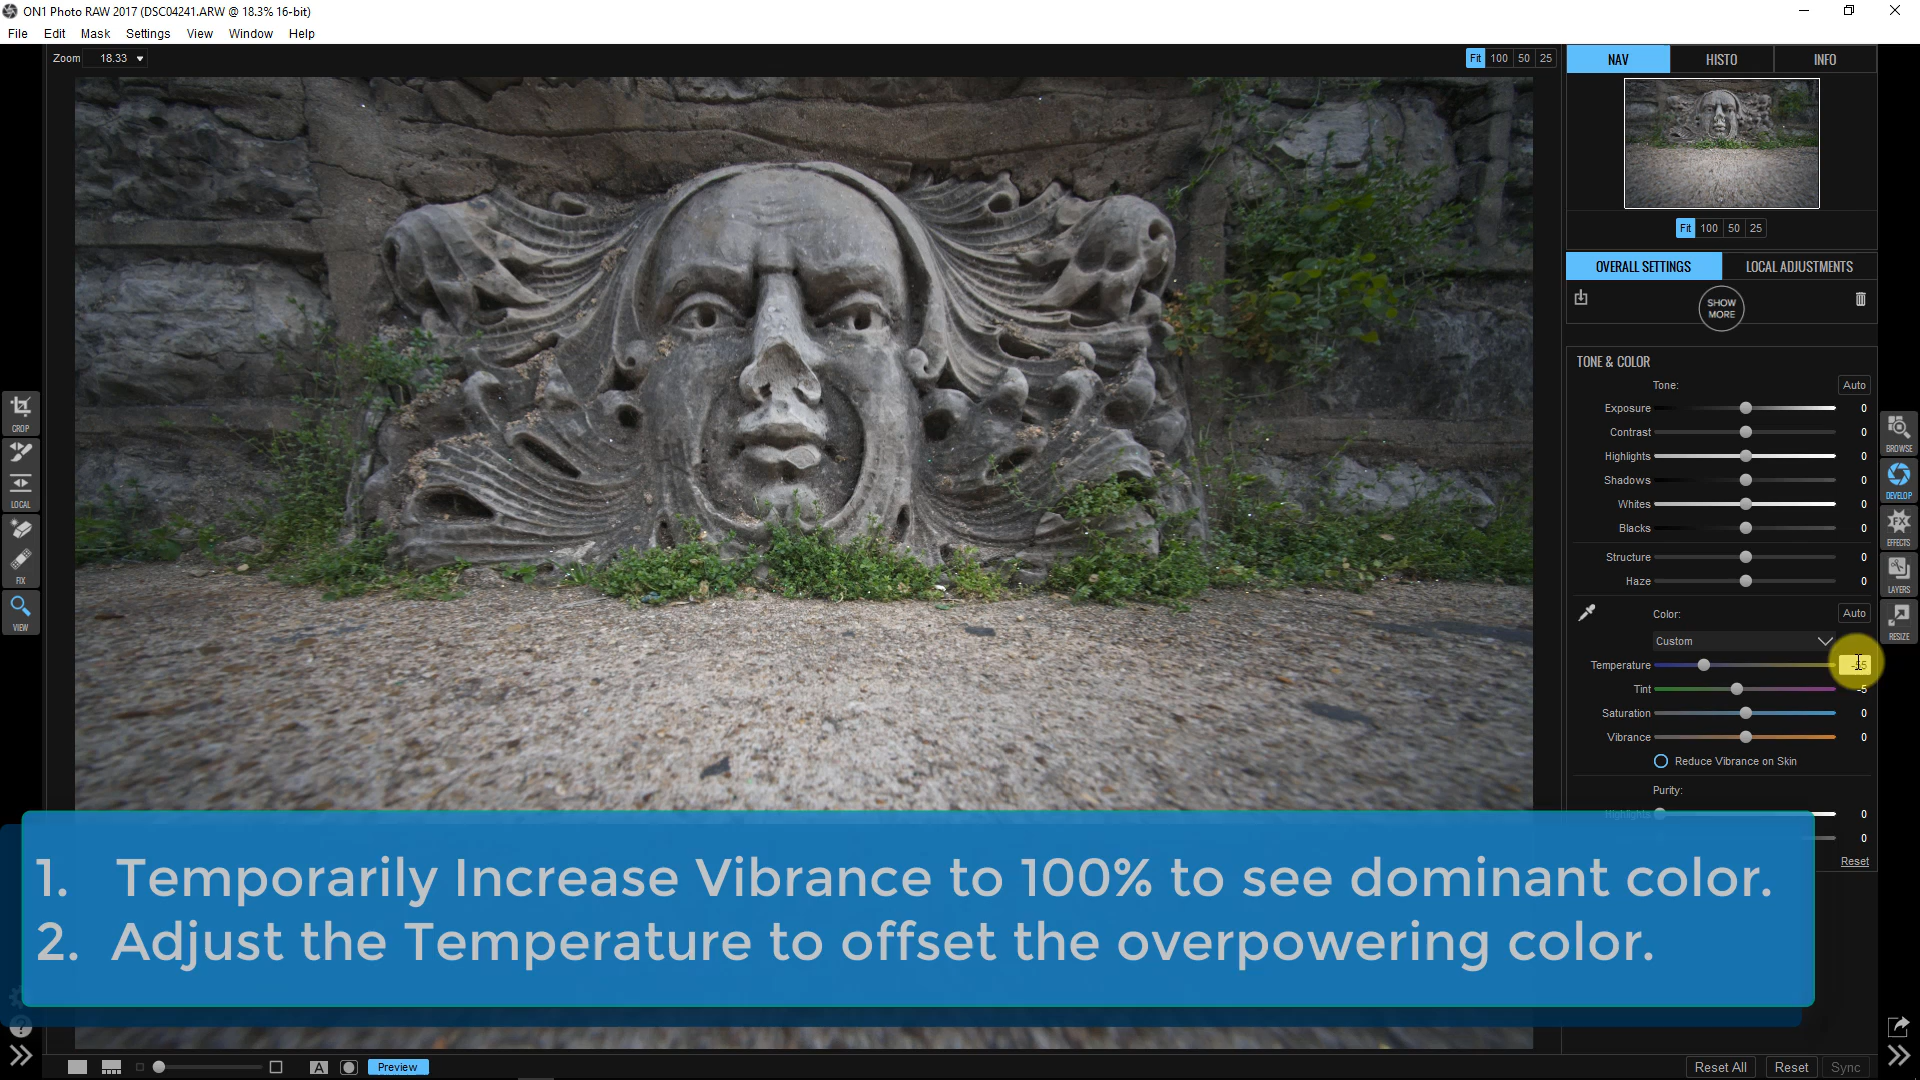 ON1 Photo RAW 2017 (DSC04241.ARW @ 18.3% 16-bit)
File Edit Mask Settings View Window Help
Zoom 18.33
Fit 100 50 25
NAV HISTO INFO
Fit 100 50 25
OVERALL SETTINGS LOCAL ADJUSTMENTS
SHOW
MORE
TONE & COLOR
Tone: Auto
Exposure 0
Contrast 0
Highlights 0
Shadows 0
Whites 0
Blacks 0
Structure 0
Haze 0
Color: Auto
Custom
Temperature
Tint -5
Saturation 0
Vibrance 0
Reduce Vibrance on Skin
Purity:
Highlights 0
0
Reset
CROP
LOCAL
FIX
VIEW
BROWSE
DEVELOP
FX
EFFECTS
LAYERS
RESIZE
1. Temporarily Increase Vibrance to 100% to see dominant color.
2. Adjust the Temperature to offset the overpowering color.
?
A Preview
Reset All Reset Sync